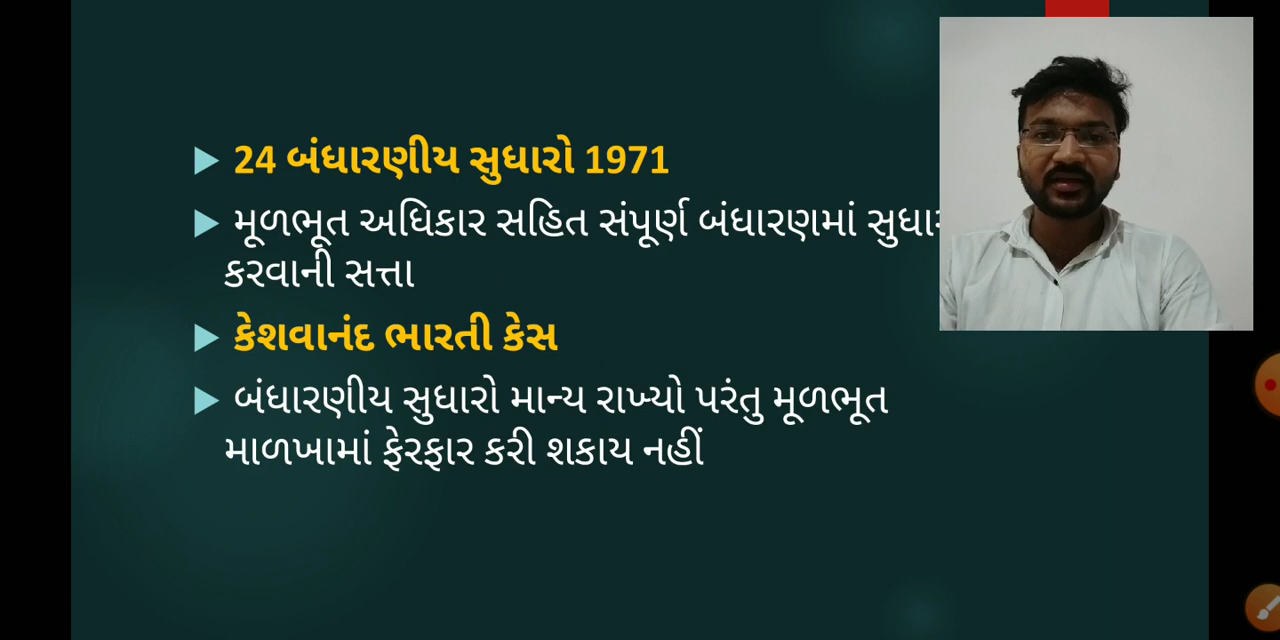 24 બંધારણીય સુધારો 1971
મૂળભૂત અધિકાર સહિત સંપૂર્ણ બંધારણમાં
કરવાની સત્તા
કેશવાનંદ ભારતી કેસ
બંધારણીય સુધારો માન્ય રાખ્યો પરંતુ મૂળભૂત
માળખામાં ફેરફાર કરી શકાય નહીં